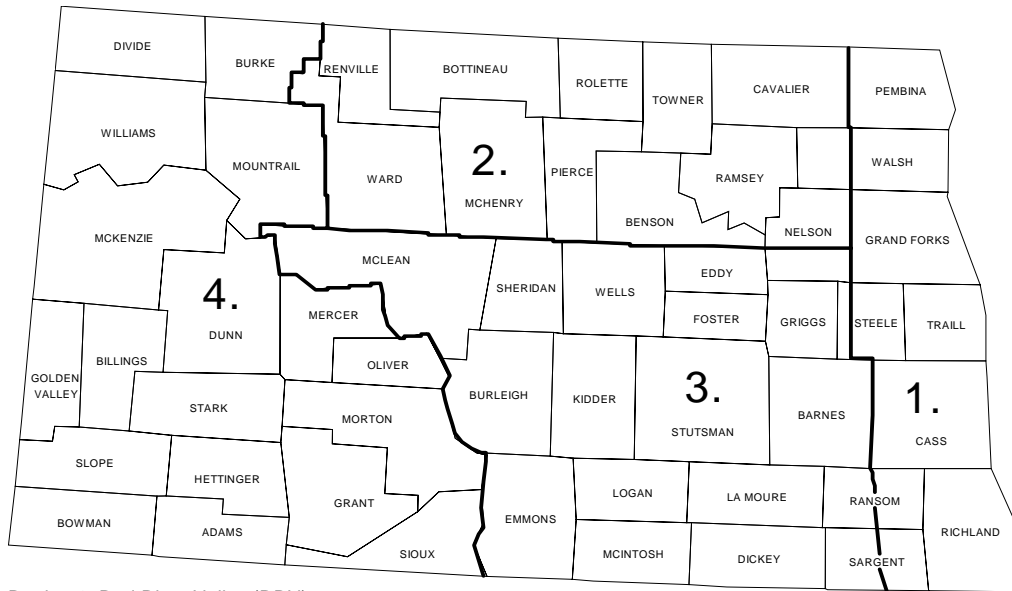 DIVIDE
BURKE
RENVILLE
BOTTINEAU
ROLETTE
TOWNER
CAVALIER
PEMBINA
WILLIAMS
MOUNTRAIL
WARD
2.
MCHENRY
PIERCE
BENSON
RAMSEY
WALSH
NELSON
GRAND FORKS
MCKENZIE
MCLEAN
SHERIDAN
WELLS
EDDY
FOSTER
GRIGGS
STEELE
TRAILL
4.
DUNN
MERCER
OLIVER
BILLINGS
GOLDEN
VALLEY
STARK
MORTON
BURLEIGH
KIDDER
3.
STUTSMAN
BARNES
1.
CASS
SLOPE
HETTINGER
GRANT
BOWMAN
ADAMS
SIOUX
EMMONS
LOGAN
LA MOURE
RANSOM
RICHLAND
MCINTOSH
DICKEY
SARGENT